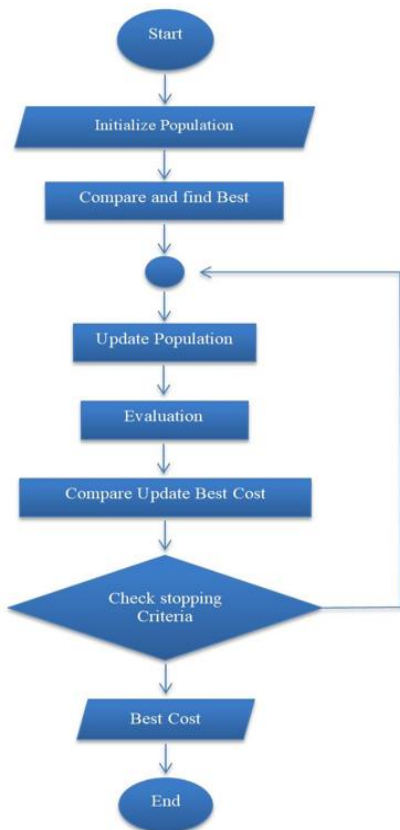 Start
Initialize Population
Compare and find Best
Update Population
Evaluation
Compare Update Best Cost
Check stopping
Criteria
Best Cost
End